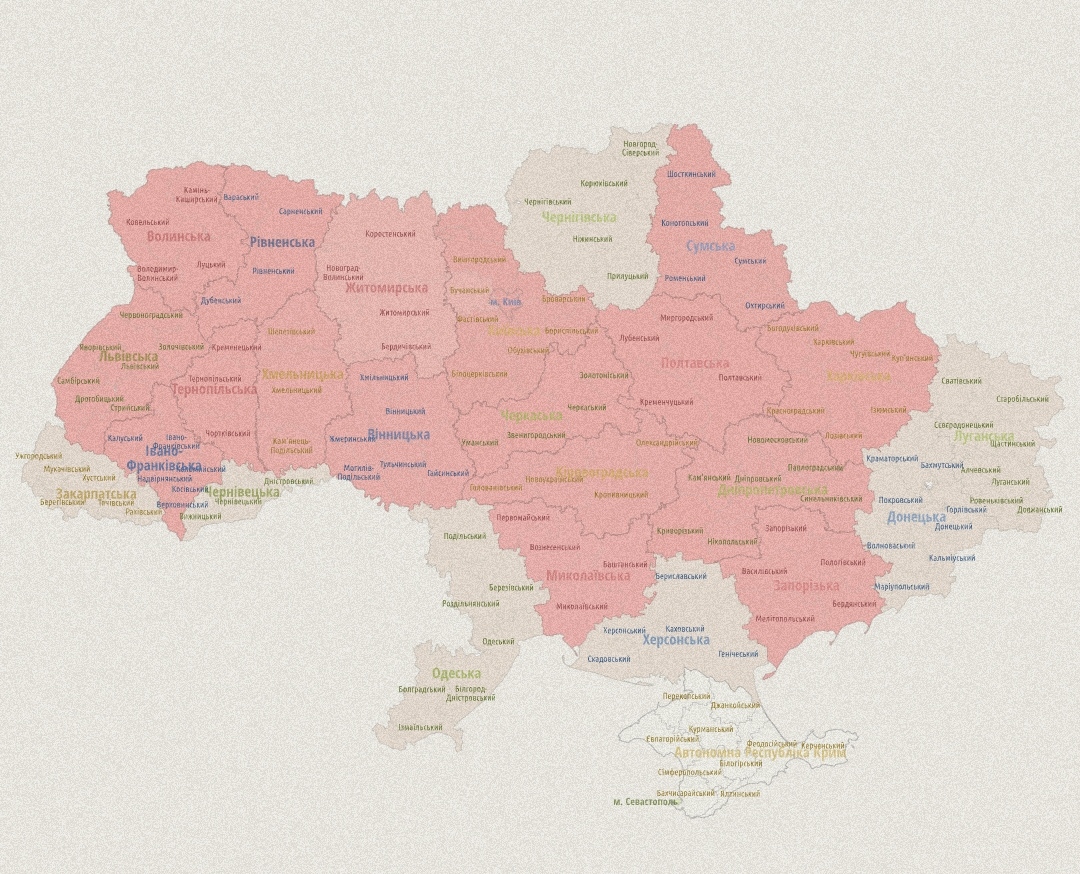 Новгород-
Сіверський
Шосткинський
Корюхівський
Камінь-
Каширський
Вараський
Чернігівський
Сарненський
Чернігівська
Ковельський
Конотопський
Волинська
Рівненська
Коростенський
Ніжинський
Сумська
Вишгородський
Сумський
Володимир-
Волинський
Луцький
Рівненський
Новоград-
Волинський
Прилуцький
Роменський
Житомирська
Бучанський
м. Київ
Броварський
Дубенський
Охтирський
Червоноградський
Житомирський
Фастівський
Миргородський
Шепетівський
Київська
Бориспільський
Богодухівський
Лубенський
Харківський
Яворівський
Золочівський
Кременецький
Бердичівський
Обухівський
Чугуївський
Куп'янський
Львівська
Львівський
Полтавська
Самбірський
Тернопільський
Хмельницька
Хмільницький
Білоцерківський
Золотоніський
Полтавський
Харківська
Сватівський
Тернопільська
Хмельницький
Дрогобицький
Стрийський
Старобільський
Кременчуцький
Вінницький
Черкаська
Черкаський
Красноградський
Ізюмський
Сєвєродонецький
Калуський
Івано-
Франківський
Чортківський
Жмеринський
Вінницька
Звенигородський
Лозівський
Луганська
Кам'янець-
Подільський
Уманський
Олександрійський
Новомосковський
Щастинський
Ужгородський
Івано-
Франківська
Коломийський
Краматорський
Бахмутський
Мукачівський
Могилів-
Подільський
Тульчинський
Гайсинський
Кропивницький
Кіровоградська
Павлоградський
Алчевський
Хустський
Надвірнянський
Дністровський
Голованівський
Новоукраїнський
Кам'янський
Дніпровський
Луганський
Косівський
Чернівецька
Дніпропетровська
Закарпатська
Синельниківський
Покровський
Ровеньківський
Берегівський
Тячівський
Верховинський
Чернівецький
Горлівський
Довжанський
Рахівський
Вижницький
Первомайський
Донецька
Донецький
Криворізький
Запорізький
Подільський
Нікопольський
Вознесенський
Волноваський
Кальміуський
Баштанський
Василівський
Пологівський
Миколаївська
Бериславський
Запорізька
Маріупольський
Березівський
Роздільнянський
Миколаївський
Бердянський
Мелітопольський
Одеський
Херсонський
Каховський
Херсонська
Скадовський
Генічеський
Одеська
Болградський
Білгород-
Дністровський
Перекопський
Джанкойський
Ізмаїльський
Курманський
Євпаторійський
Феодосійський
Керченський
Автономна Республіка Крим
Білогірський
Сімферопольський
Бахчисарайський
Ялтинський
м. Севастополь